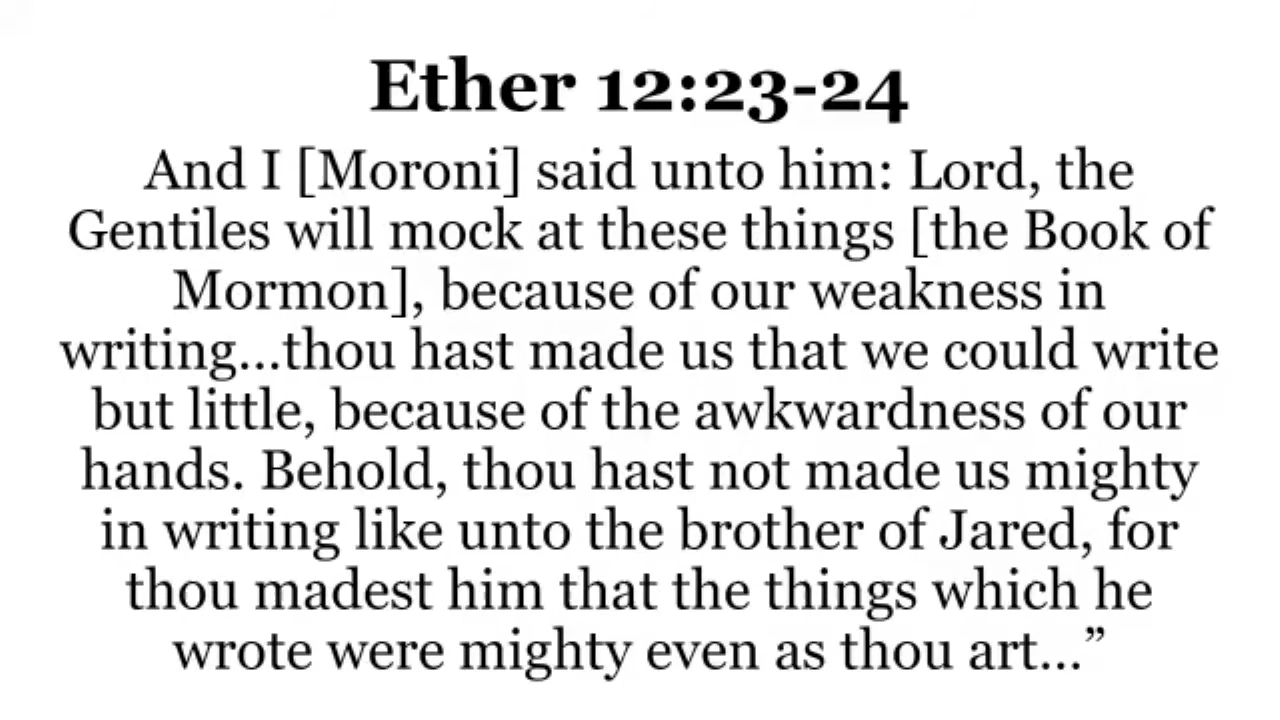 Ether 12:23-24
And I [Moroni] said unto him: Lord, the
Gentiles will mock at these things [the Book of
Mormon], because of our weakness in
writing...thou hast made us that we could write
but little, because of the awkwardness of our
hands. Behold, thou hast not made us mighty
in writing like unto the brother of Jared, for
thou madest him that the things which he
wrote were mighty even as thou art...”